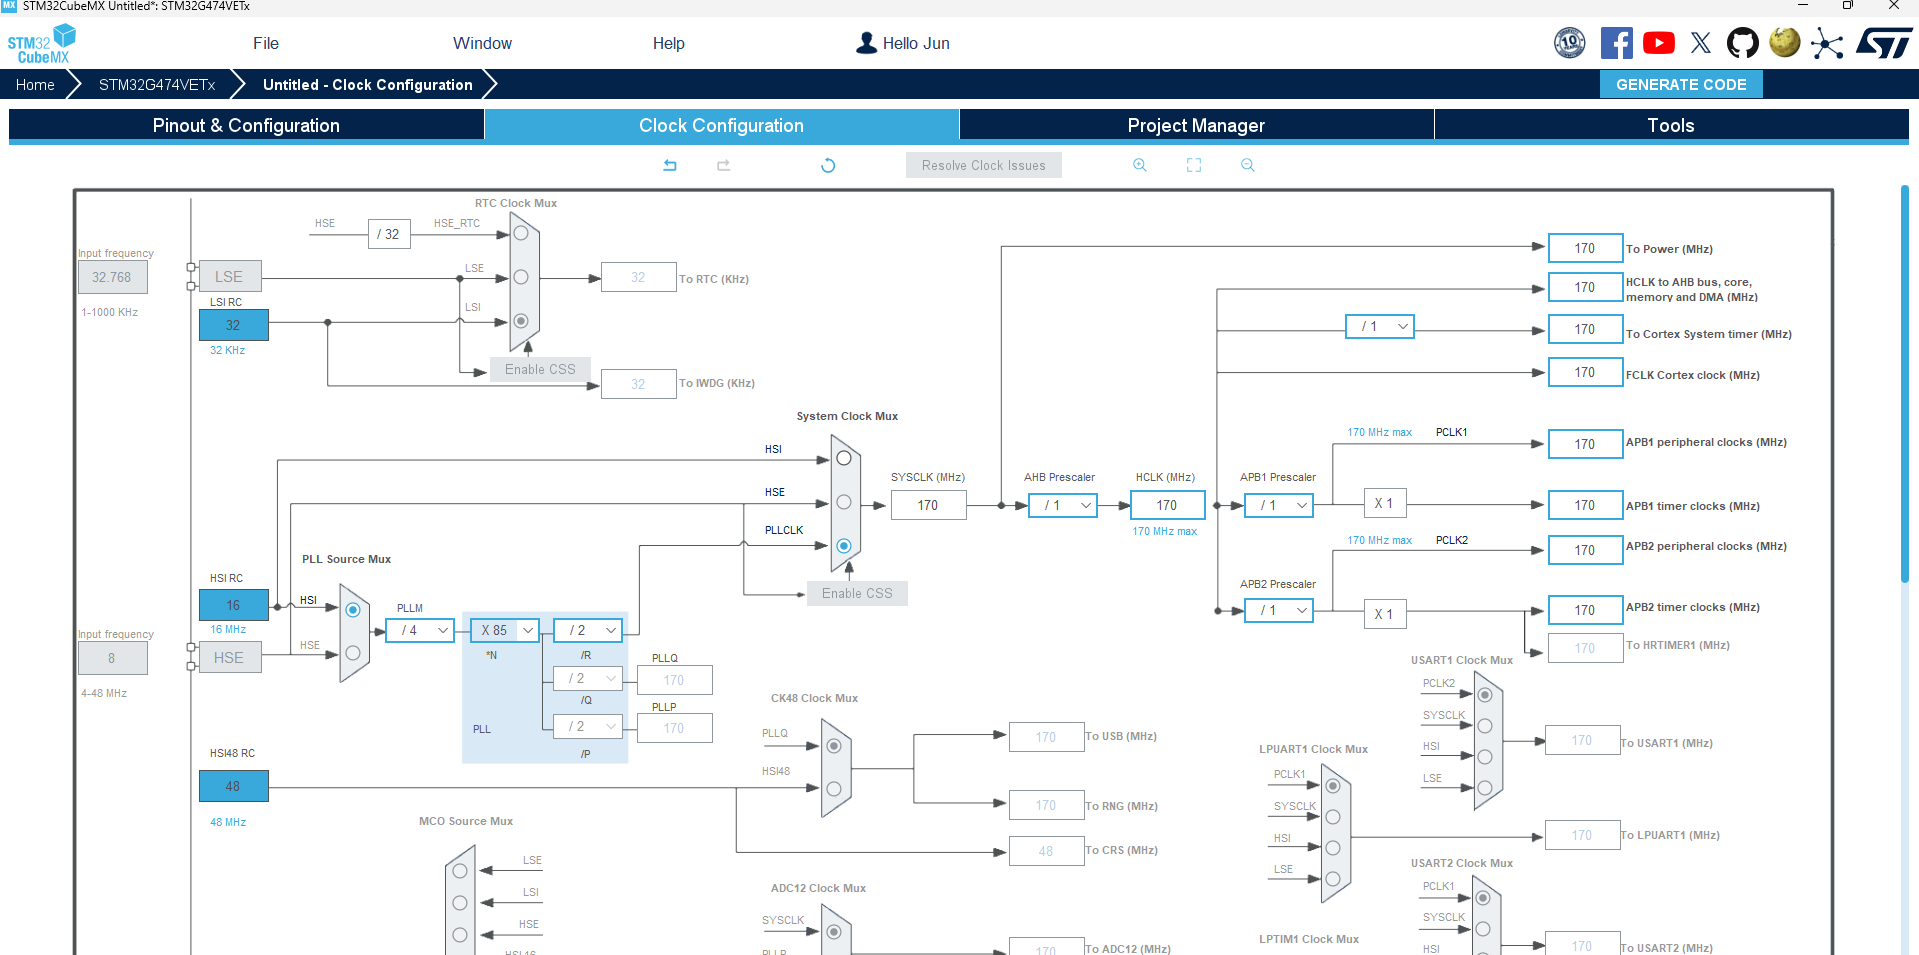 MX STM32CubeMX Untitled*: STM32G474VETx
STM32 CubeMX
File
Window
Help
Hello Jun
10
ST
Home
STM32G474VETx
Untitled - Clock Configuration
GENERATE CODE
Pinout & Configuration
Clock Configuration
Project Manager
Tools
Resolve Clock Issues
RTC Clock Mux
HSE
/ 32
HSE_RTC
Input frequency
32.768
1-1000 KHz
LSE
LSE
32
To RTC (KHz)
LSI RC
32
32 KHz
LSI
Enable CSS
32
To IWDG (KHz)
170
To Power (MHz)
170
HCLK to AHB bus, core,
memory and DMA (MHz)
/ 1
170
To Cortex System timer (MHz)
170
FCLK Cortex clock (MHz)
System Clock Mux
HSI
HSE
PLLCLK
SYSCLK (MHz)
170
AHB Prescaler
/ 1
HCLK (MHz)
170
170 MHz max
APB1 Prescaler
/ 1
170 MHz max
PCLK1
170
APB1 peripheral clocks (MHz)
X 1
170
APB1 timer clocks (MHz)
170 MHz max
PCLK2
170
APB2 peripheral clocks (MHz)
APB2 Prescaler
/ 1
X 1
170
APB2 timer clocks (MHz)
170
To HRTIMER1 (MHz)
Enable CSS
PLL Source Mux
HSI RC
16
16 MHz
HSI
HSE
Input frequency
8
4-48 MHz
HSE
PLLM
/ 4
X 85
*N
/ 2
/R
/ 2
/Q
/ 2
/P
PLL
PLLQ
170
PLLP
170
HSI48 RC
48
48 MHz
CK48 Clock Mux
PLLQ
HSI48
170
To USB (MHz)
170
To RNG (MHz)
48
To CRS (MHz)
USART1 Clock Mux
PCLK2
SYSCLK
HSI
LSE
170
To USART1 (MHz)
LPUART1 Clock Mux
PCLK1
SYSCLK
HSI
LSE
170
To LPUART1 (MHz)
MCO Source Mux
LSE
LSI
HSE
HSI16
ADC12 Clock Mux
SYSCLK
PLLP
170
To ADC12 (MHz)
USART2 Clock Mux
PCLK1
SYSCLK
HSI
170
To USART2 (MHz)
LPTIM1 Clock Mux